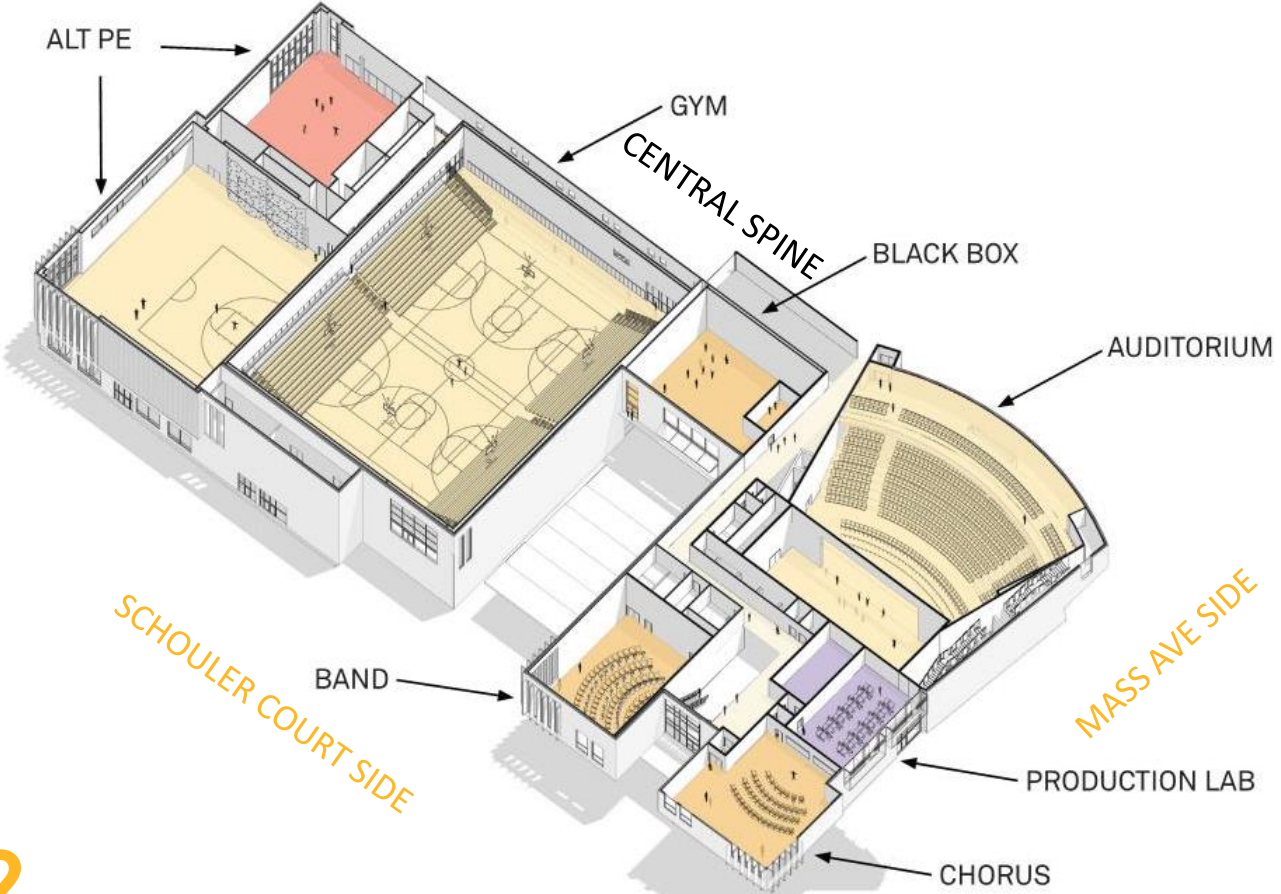 ALT PE
GYM
CENTRAL SPINE
BLACK BOX
AUDITORIUM
SCHOULER COURT SIDE
BAND
MASS AVE SIDE
PRODUCTION LAB
CHORUS